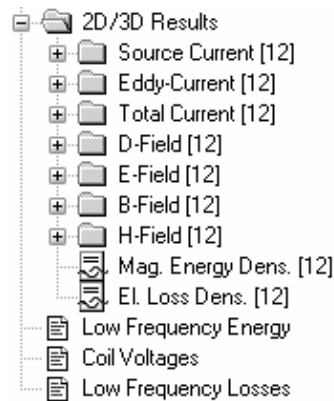 2D/3D Results
Source Current [12]
Eddy-Current [12]
Total Current [12]
D-Field [12]
E-Field [12]
B-Field [12]
H-Field [12]
Mag. Energy Dens. [12]
El. Loss Dens. [12]
Low Frequency Energy
Coil Voltages
Low Frequency Losses